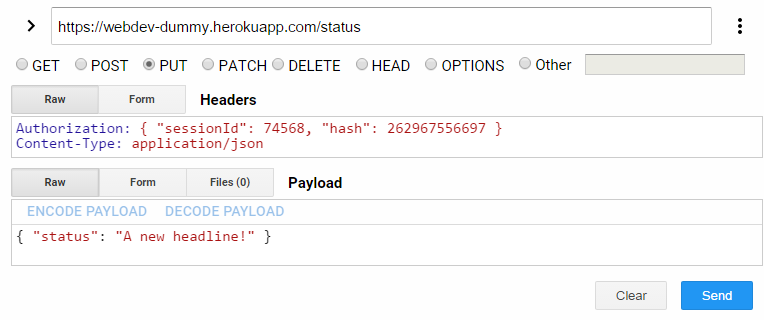 https://webdev-dummy.herokuapp.com/status
GET POST PUT PATCH DELETE HEAD OPTIONS Other
Raw Form Headers
Authorization: { "sessionId": 74568, "hash": 262967556697 }
Content-Type: application/json
Raw Form Files (0) Payload
ENCODE PAYLOAD DECODE PAYLOAD
{ "status": "A new headline!" }
Clear Send